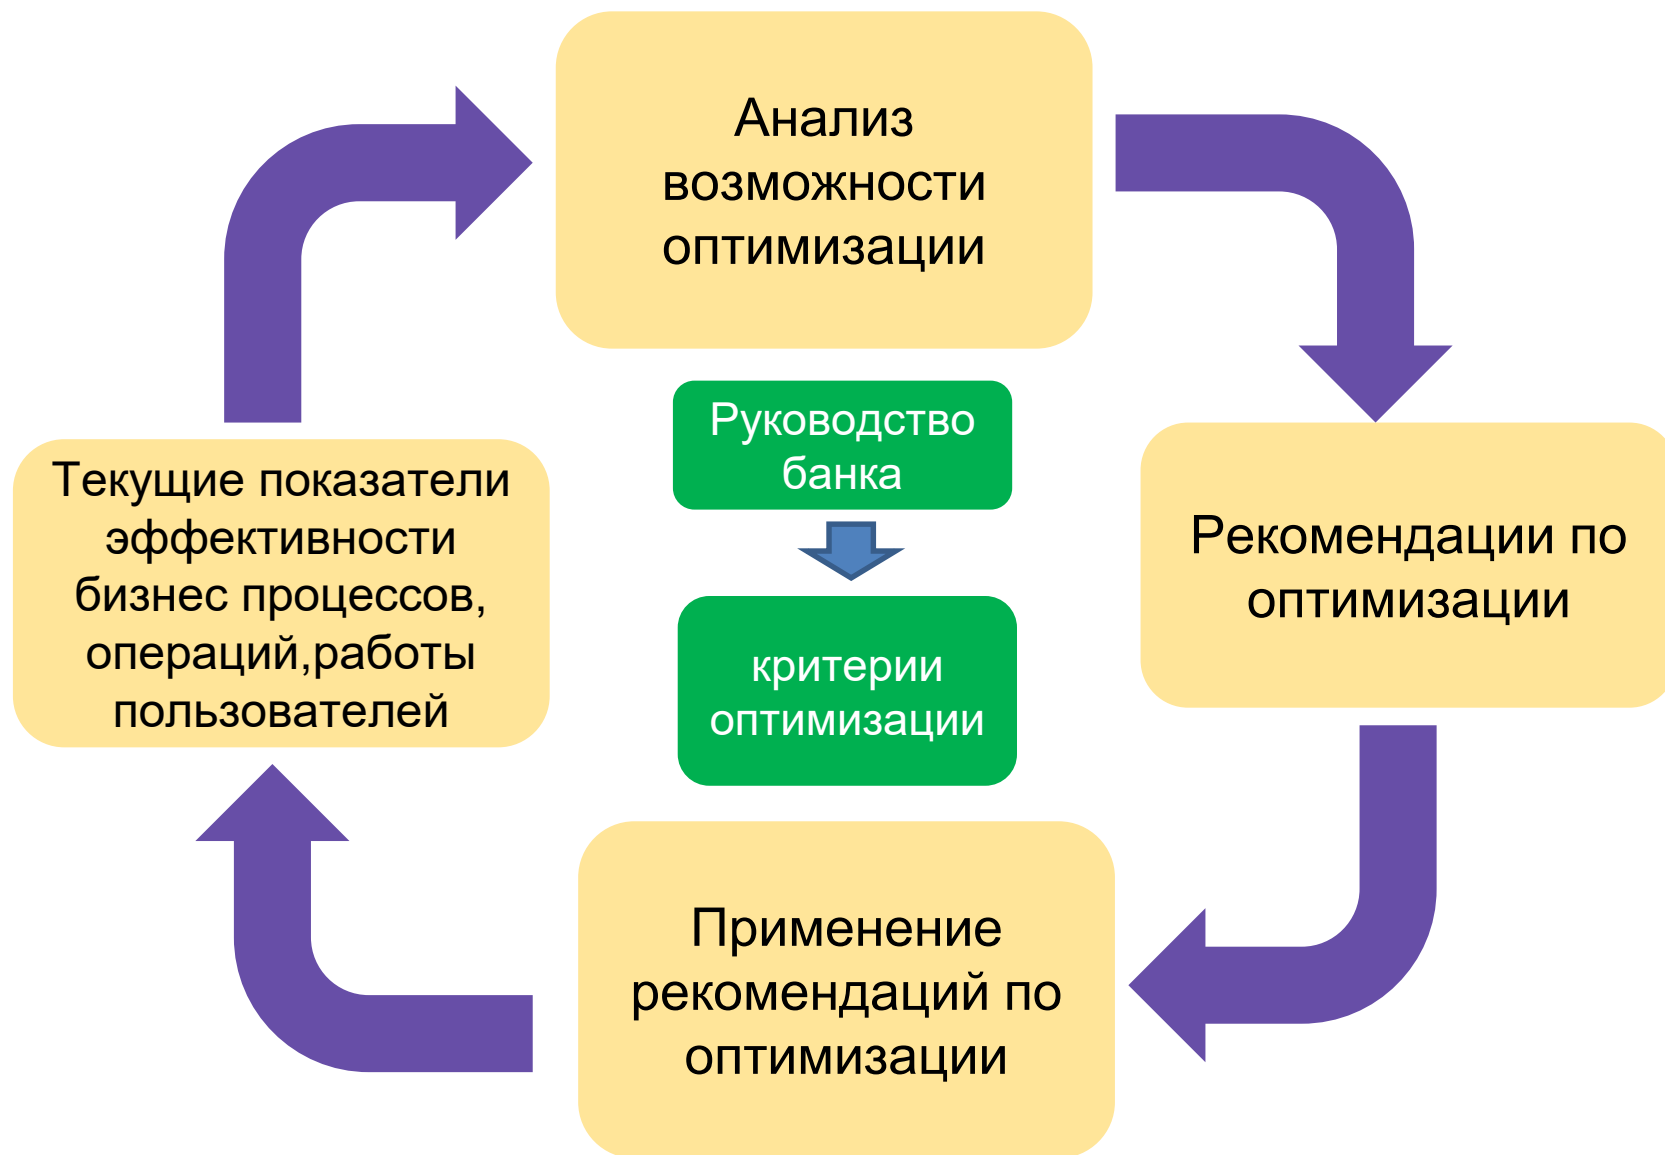 Анализ
возможности
оптимизации
Руководство
банка
Текущие показатели
эффективности
бизнес процессов,
операций,работы
пользователей
Рекомендации по
оптимизации
критерии
оптимизации
Применение
рекомендаций по
оптимизации